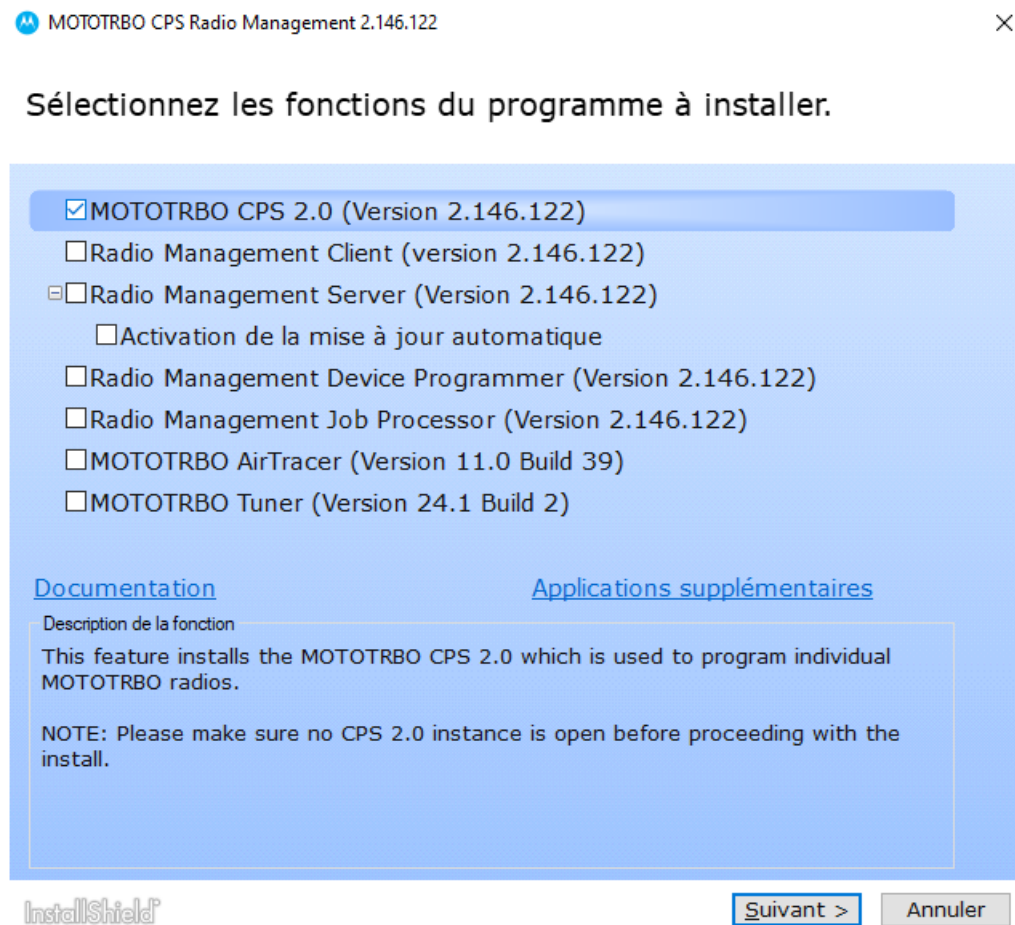 MOTOTRBO CPS Radio Management 2.146.122
Sélectionnez les fonctions du programme à installer.
MOTOTRBO CPS 2.0 (Version 2.146.122)
Radio Management Client (version 2.146.122)
Radio Management Server (Version 2.146.122)
Activation de la mise à jour automatique
Radio Management Device Programmer (Version 2.146.122)
Radio Management Job Processor (Version 2.146.122)
MOTOTRBO AirTracer (Version 11.0 Build 39)
MOTOTRBO Tuner (Version 24.1 Build 2)
Documentation Applications supplémentaires
Description de la fonction
This feature installs the MOTOTRBO CPS 2.0 which is used to program individual
MOTOTRBO radios.
NOTE: Please make sure no CPS 2.0 instance is open before proceeding with the
install.
InstallShield® Suivant > Annuler